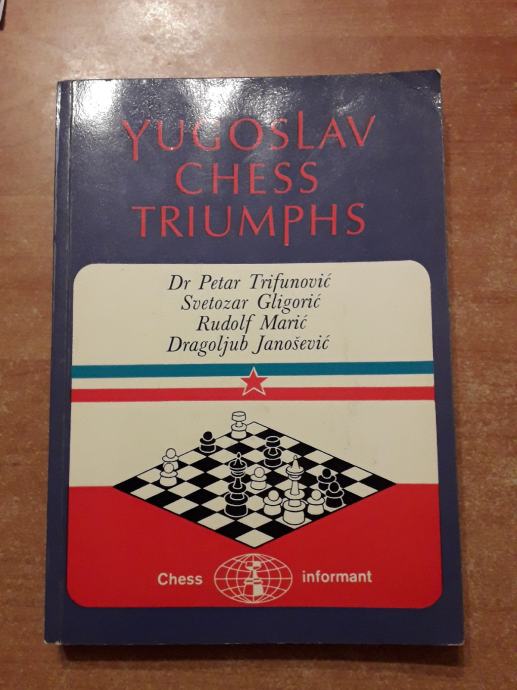 YUGOSLAV
CHESS
TRIUMPHS
Dr Petar Trifunović
Svetozar Gligorić
Rudolf Marić
Dragoljub Janošević
Chess informant